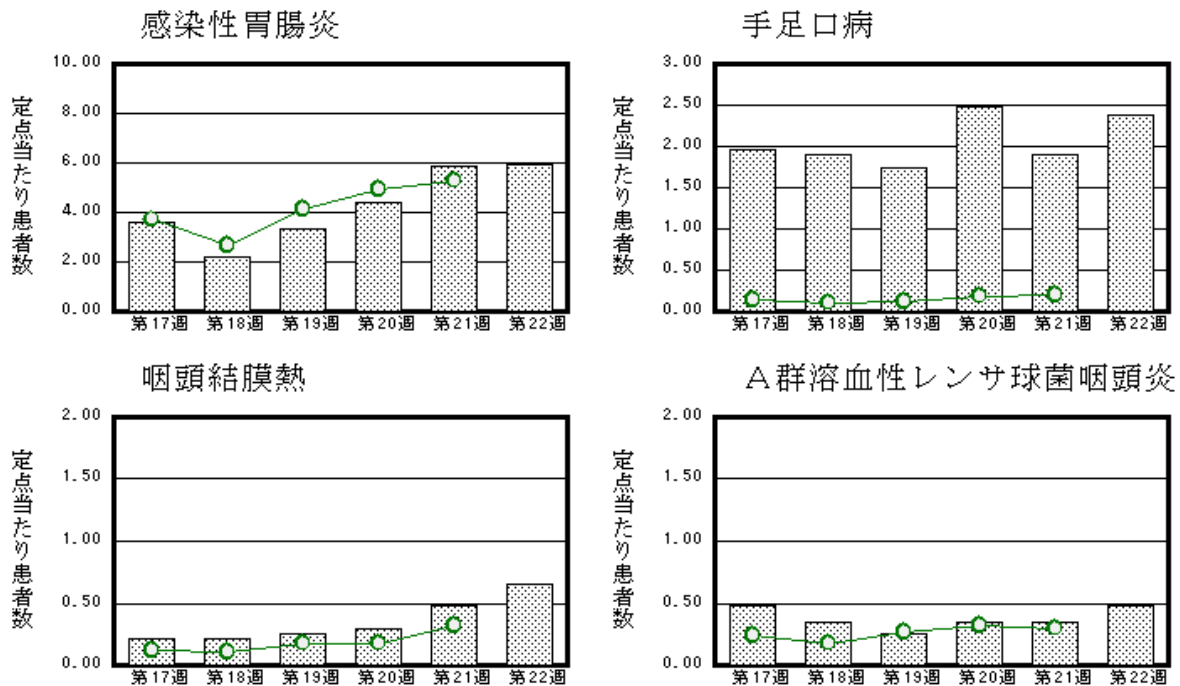 感染性胃腸炎
定点当たり患者数
10.00
8.00
6.00
4.00
2.00
0.00
第17週 第18週 第19週 第20週 第21週 第22週
手足口病
定点当たり患者数
3.00
2.50
2.00
1.50
1.00
0.50
0.00
第17週 第18週 第19週 第20週 第21週 第22週
咽頭結膜熱
定点当たり患者数
2.00
1.50
1.00
0.50
0.00
第17週 第18週 第19週 第20週 第21週 第22週
A群溶血性レンサ球菌咽頭炎
定点当たり患者数
2.00
1.50
1.00
0.50
0.00
第17週 第18週 第19週 第20週 第21週 第22週